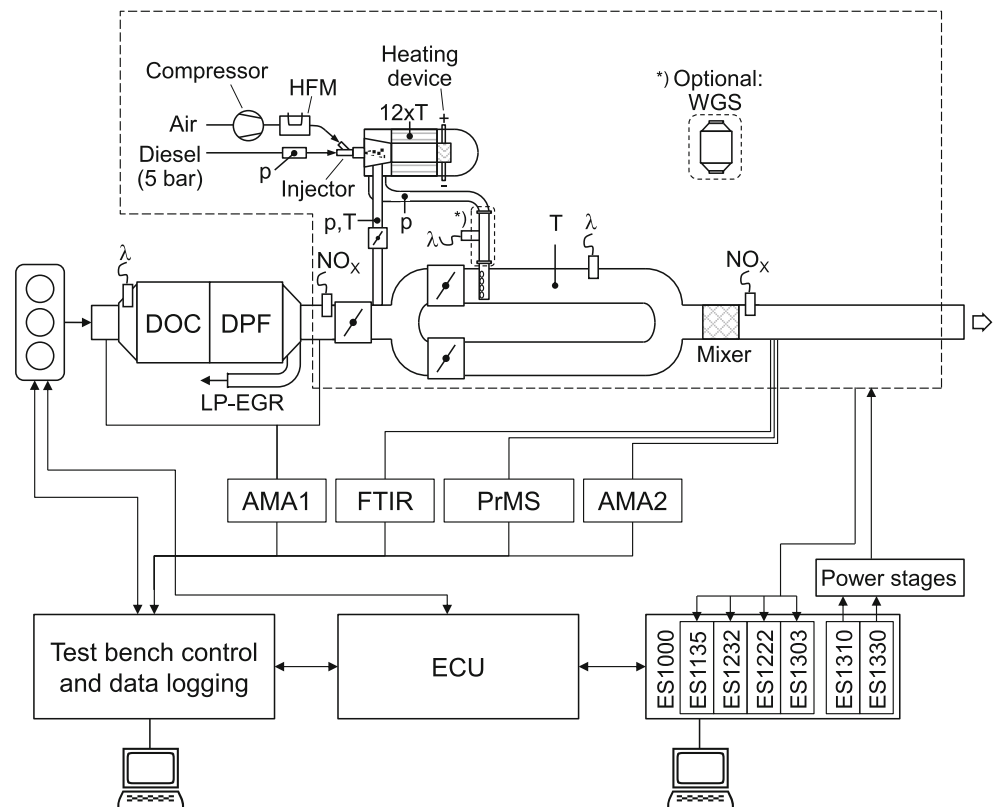 Compressor
HFM
Heating
device
*) Optional:
WGS
Air
12xT
+
Diesel
(5 bar)
p
Injector
-
p,T
p
*)
λ
T
λ
λ
NOX
NOX
DOC
DPF
Mixer
LP-EGR
AMA1
FTIR
PrMS
AMA2
Power stages
Test bench control
and data logging
ECU
ES1000
ES1135
ES1232
ES1222
ES1303
ES1310
ES1330